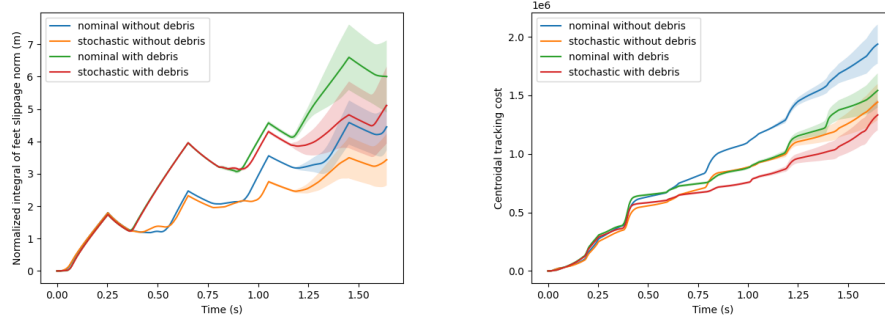 nominal without debris
stochastic without debris
nominal with debris
stochastic with debris
Normalized integral of feet slippage norm (m)
7
6
5
4
3
2
1
0
0.00 0.25 0.50 0.75 1.00 1.25 1.50
Time (s)
1e6
nominal without debris
stochastic without debris
nominal with debris
stochastic with debris
Centroidal tracking cost
2.0
1.5
1.0
0.5
0.0
0.00 0.25 0.50 0.75 1.00 1.25 1.50
Time (s)